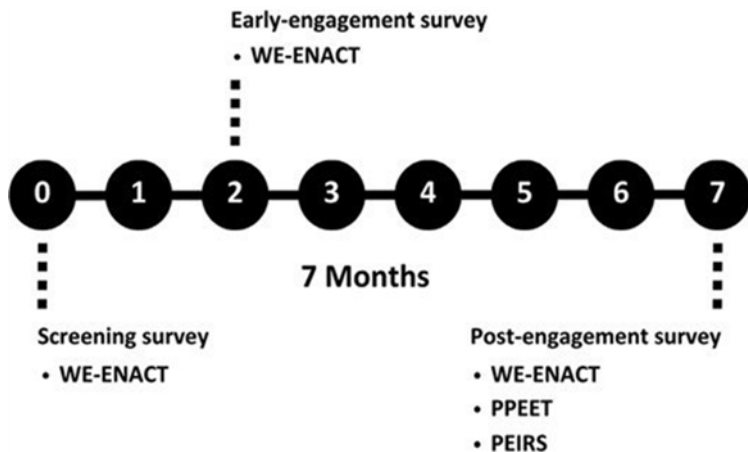 Early-engagement survey
• WE-ENACT
0 1 2 3 4 5 6 7
7 Months
Screening survey
• WE-ENACT
Post-engagement survey
• WE-ENACT
• PPEET
• PEIRS